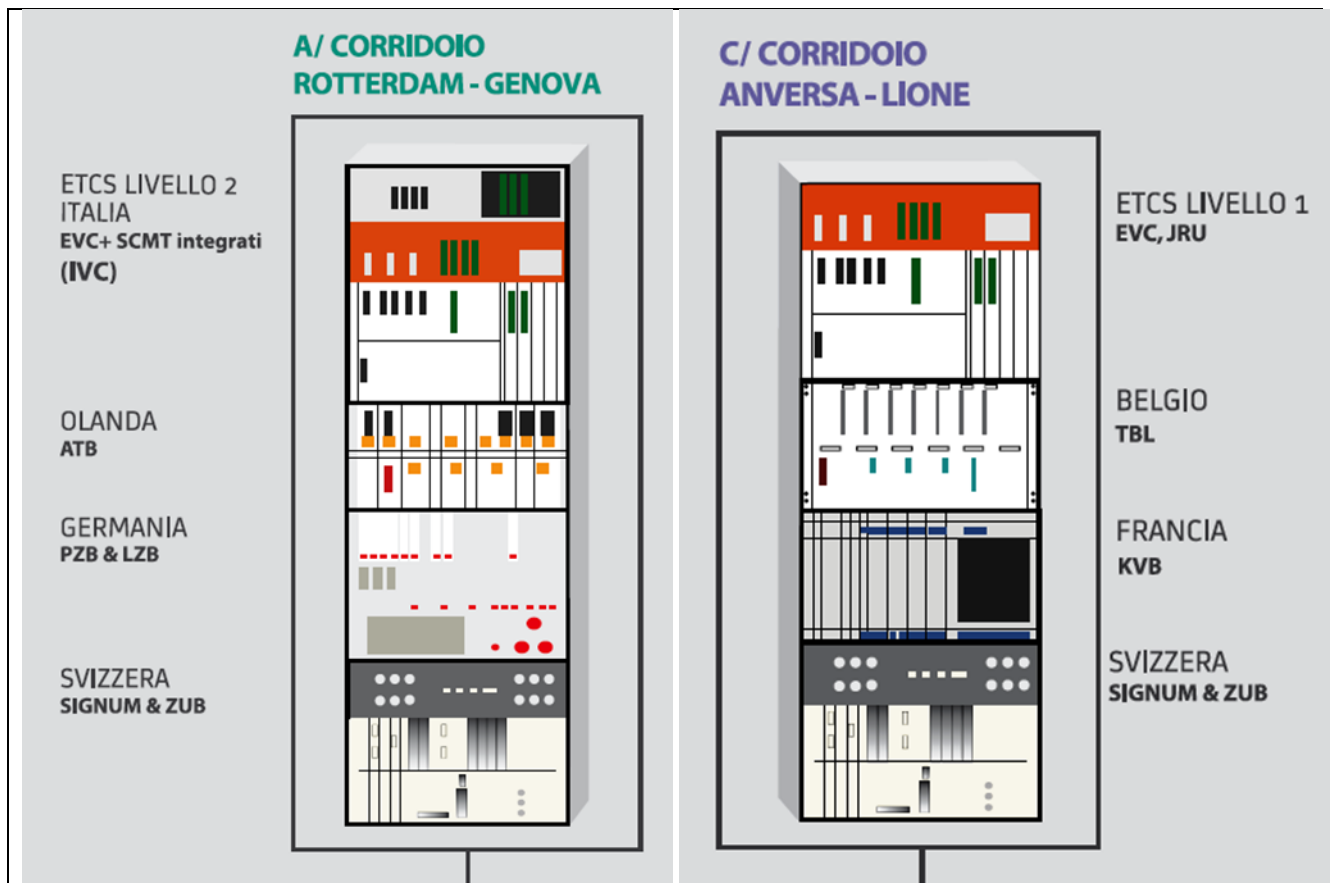 A/ CORRIDOIO
ROTTERDAM - GENOVA
ETCS LIVELLO 2
ITALIA
EVC+ SCMT integrati
(IVC)
OLANDA
ATB
GERMANIA
PZB & LZB
SVIZZERA
SIGNUM & ZUB
C/ CORRIDOIO
ANVERSA - LIONE
ETCS LIVELLO 1
EVC, JRU
BELGIO
TBL
FRANCIA
KVB
SVIZZERA
SIGNUM & ZUB